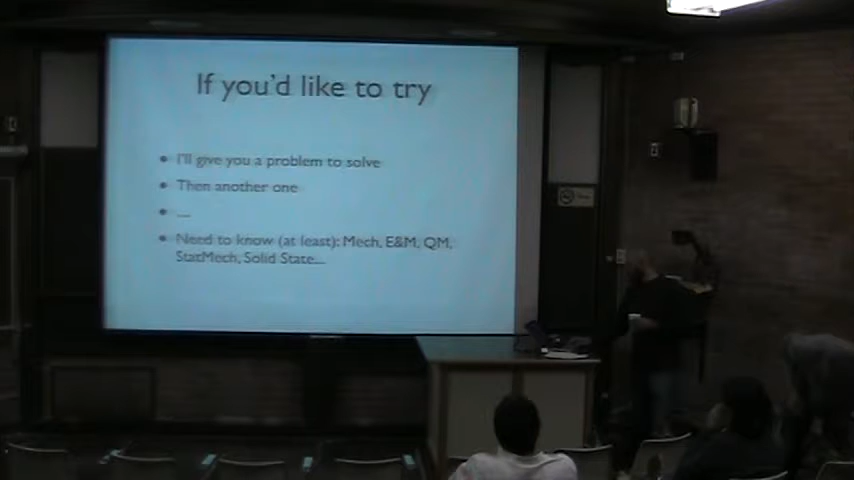 If you'd like to try
• I'll give you a problem to solve
• Then another one
• ....
• Need to know (at least): Mech, E&M, QM,
StatMech, Solid State....